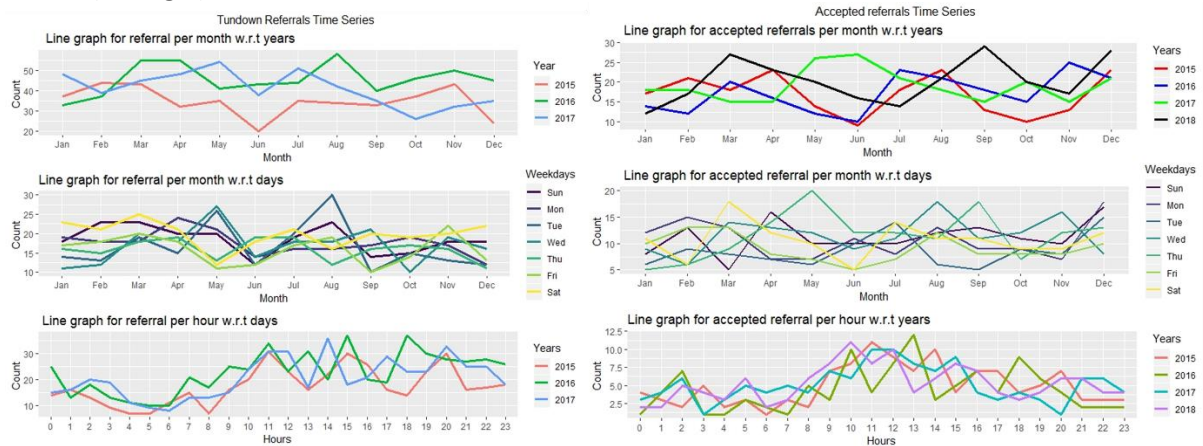 Tundown Referrals Time Series
Line graph for referral per month w.r.t years
Count
50
40
30
20
Jan Feb Mar Apr May Jun Jul Aug Sep Oct Nov Dec
Month
Year
2015
2016
2017
Line graph for referral per month w.r.t days
Count
30
25
20
15
10
Jan Feb Mar Apr May Jun Jul Aug Sep Oct Nov Dec
Month
Weekdays
Sun
Mon
Tue
Wed
Thu
Fri
Sat
Line graph for referral per hour w.r.t days
Count
30
20
10
0 1 2 3 4 5 6 7 8 9 10 11 12 13 14 15 16 17 18 19 20 21 22 23
Hours
Years
2015
2016
2017
Accepted referrals Time Series
Line graph for accepted referrals per month w.r.t years
Count
30
25
20
15
10
Jan Feb Mar Apr May Jun Jul Aug Sep Oct Nov Dec
Month
Years
2015
2016
2017
2018
Line graph for accepted referral per month w.r.t days
Count
20
15
10
5
Jan Feb Mar Apr May Jun Jul Aug Sep Oct Nov Dec
Month
Weekdays
Sun
Mon
Tue
Wed
Thu
Fri
Sat
Line graph for accepted referral per hour w.r.t years
Count
12.5
10.0
7.5
5.0
2.5
0 1 2 3 4 5 6 7 8 9 10 11 12 13 14 15 16 17 18 19 20 21 22 23
Hours
Years
2015
2016
2017
2018